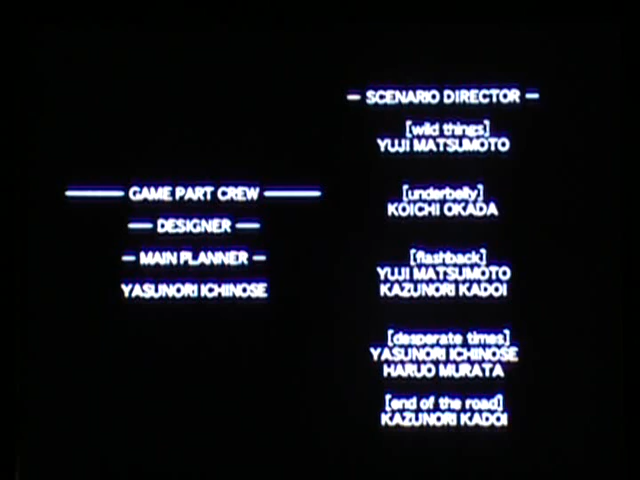 GAME PART CREW
DESIGNER
MAIN PLANNER
YASUNORI ICHINOSE
SCENARIO DIRECTOR
[wild things]
YUJI MATSUMOTO
[underbelly]
KOICHI OKADA
[flashback]
YUJI MATSUMOTO
KAZUNORI KADOI
[desperate times]
YASUNORI ICHINOSE
HARUO MURATA
[end of the road]
KAZUNORI KADOI